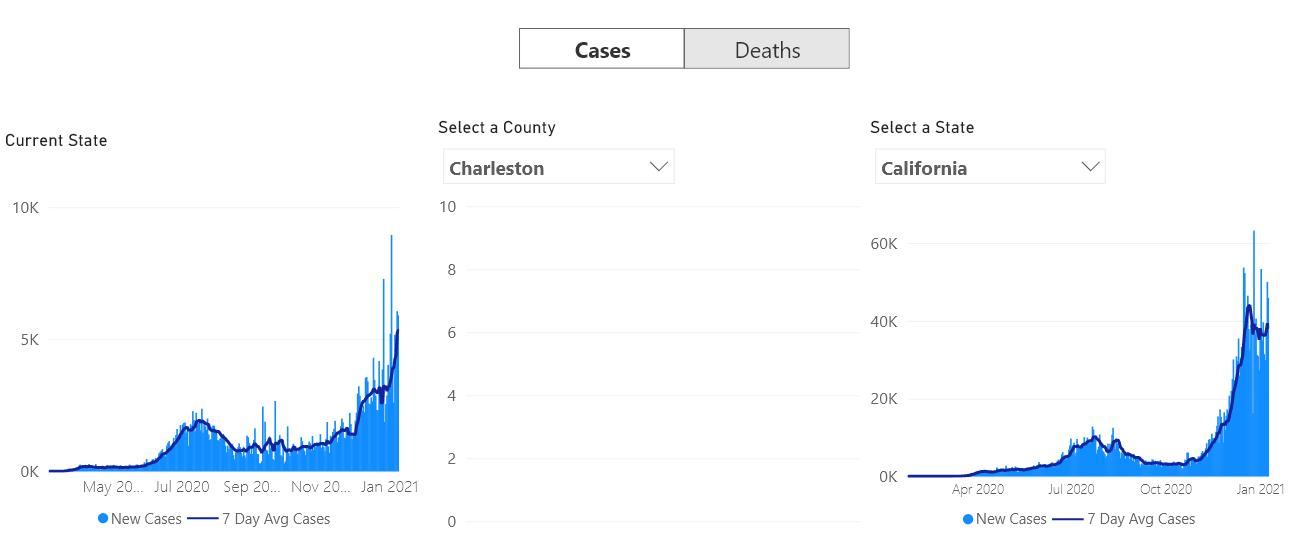 Cases Deaths
Current State
Select a County
Charleston
Select a State
California
10K
5K
0K
May 20... Jul 2020 Sep 20... Nov 20... Jan 2021
New Cases 7 Day Avg Cases
10
8
6
4
2
0
60K
40K
20K
0K
Apr 2020 Jul 2020 Oct 2020 Jan 2021
New Cases 7 Day Avg Cases